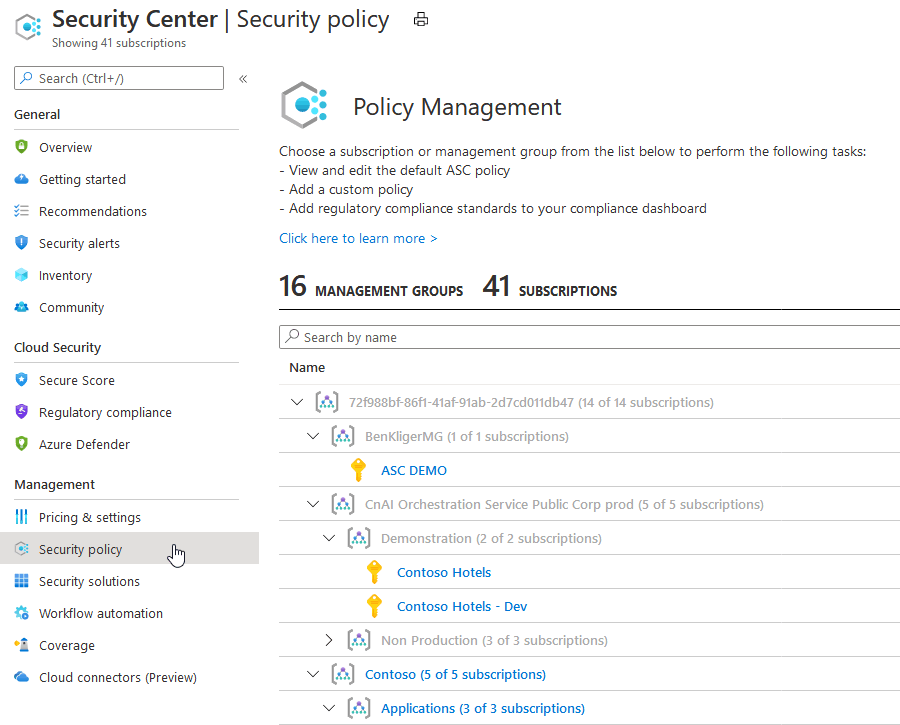 Security Center | Security policy
Showing 41 subscriptions
Search (Ctrl+/)
«
General
Overview
Getting started
Recommendations
Security alerts
Inventory
Community
Cloud Security
Secure Score
Regulatory compliance
Azure Defender
Management
Pricing & settings
Security policy
Security solutions
Workflow automation
Coverage
Cloud connectors (Preview)
Policy Management
Choose a subscription or management group from the list below to perform the following tasks:
- View and edit the default ASC policy
- Add a custom policy
- Add regulatory compliance standards to your compliance dashboard
Click here to learn more >
16 MANAGEMENT GROUPS 41 SUBSCRIPTIONS
Search by name
Name
72f988bf-86f1-41af-91ab-2d7cd011db47 (14 of 14 subscriptions)
BenKligerMG (1 of 1 subscriptions)
ASC DEMO
CnAI Orchestration Service Public Corp prod (5 of 5 subscriptions)
Demonstration (2 of 2 subscriptions)
Contoso Hotels
Contoso Hotels - Dev
Non Production (3 of 3 subscriptions)
Contoso (5 of 5 subscriptions)
Applications (3 of 3 subscriptions)